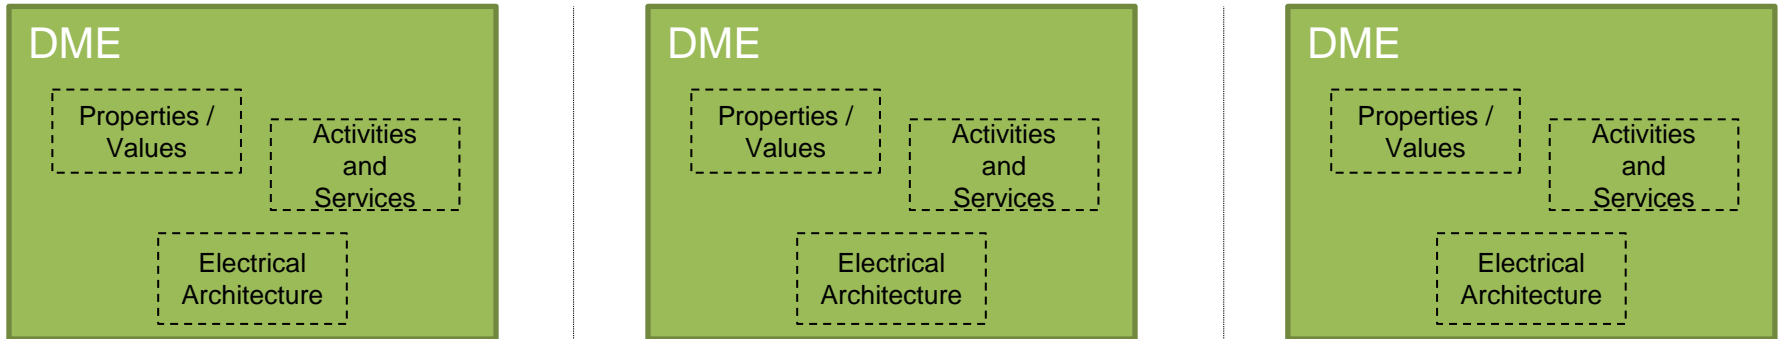 DME
Properties /
Values
Activities
and
Services
Electrical
Architecture
DME
Properties /
Values
Activities
and
Services
Electrical
Architecture
DME
Properties /
Values
Activities
and
Services
Electrical
Architecture